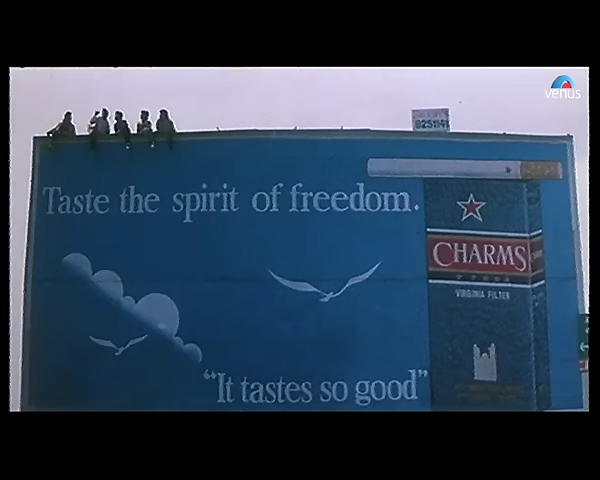 venus
Taste the spirit of freedom.
CHARMS
VIRGINIA FILTER
"It tastes so good"